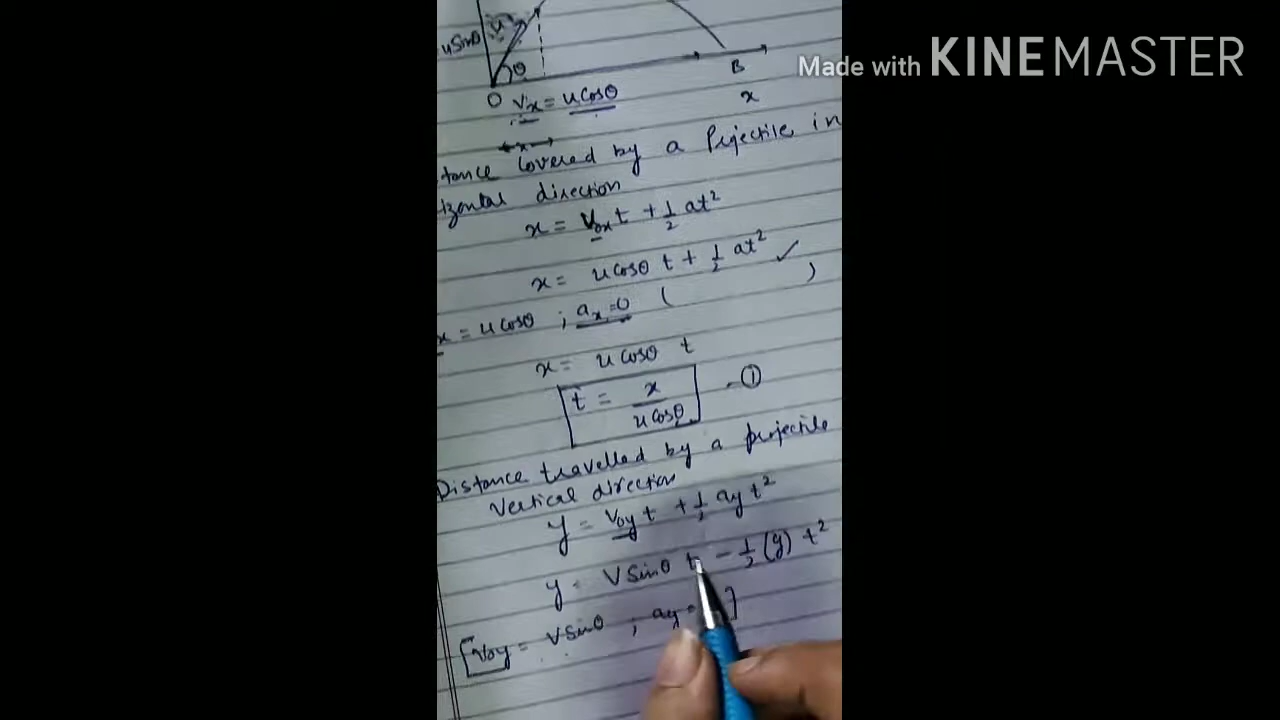 Made with KINEMASTER
u Sinθ u
θ
O B
Vx = u Cosθ x
x
tance Covered by a Projectile in
izontal direction
x = Vox t + 1/2 at²
x = u cosθ t + 1/2 at² ✓
x = u cosθ ; ax = 0 ( )
x = u cosθ t
t = x / u cosθ - ①
Distance travelled by a projectile
Vertical direction
y = Voy t + 1/2 ay t²
y = V Sinθ t - 1/2 (g) t²
[Voy = V Sinθ ; ay = ]